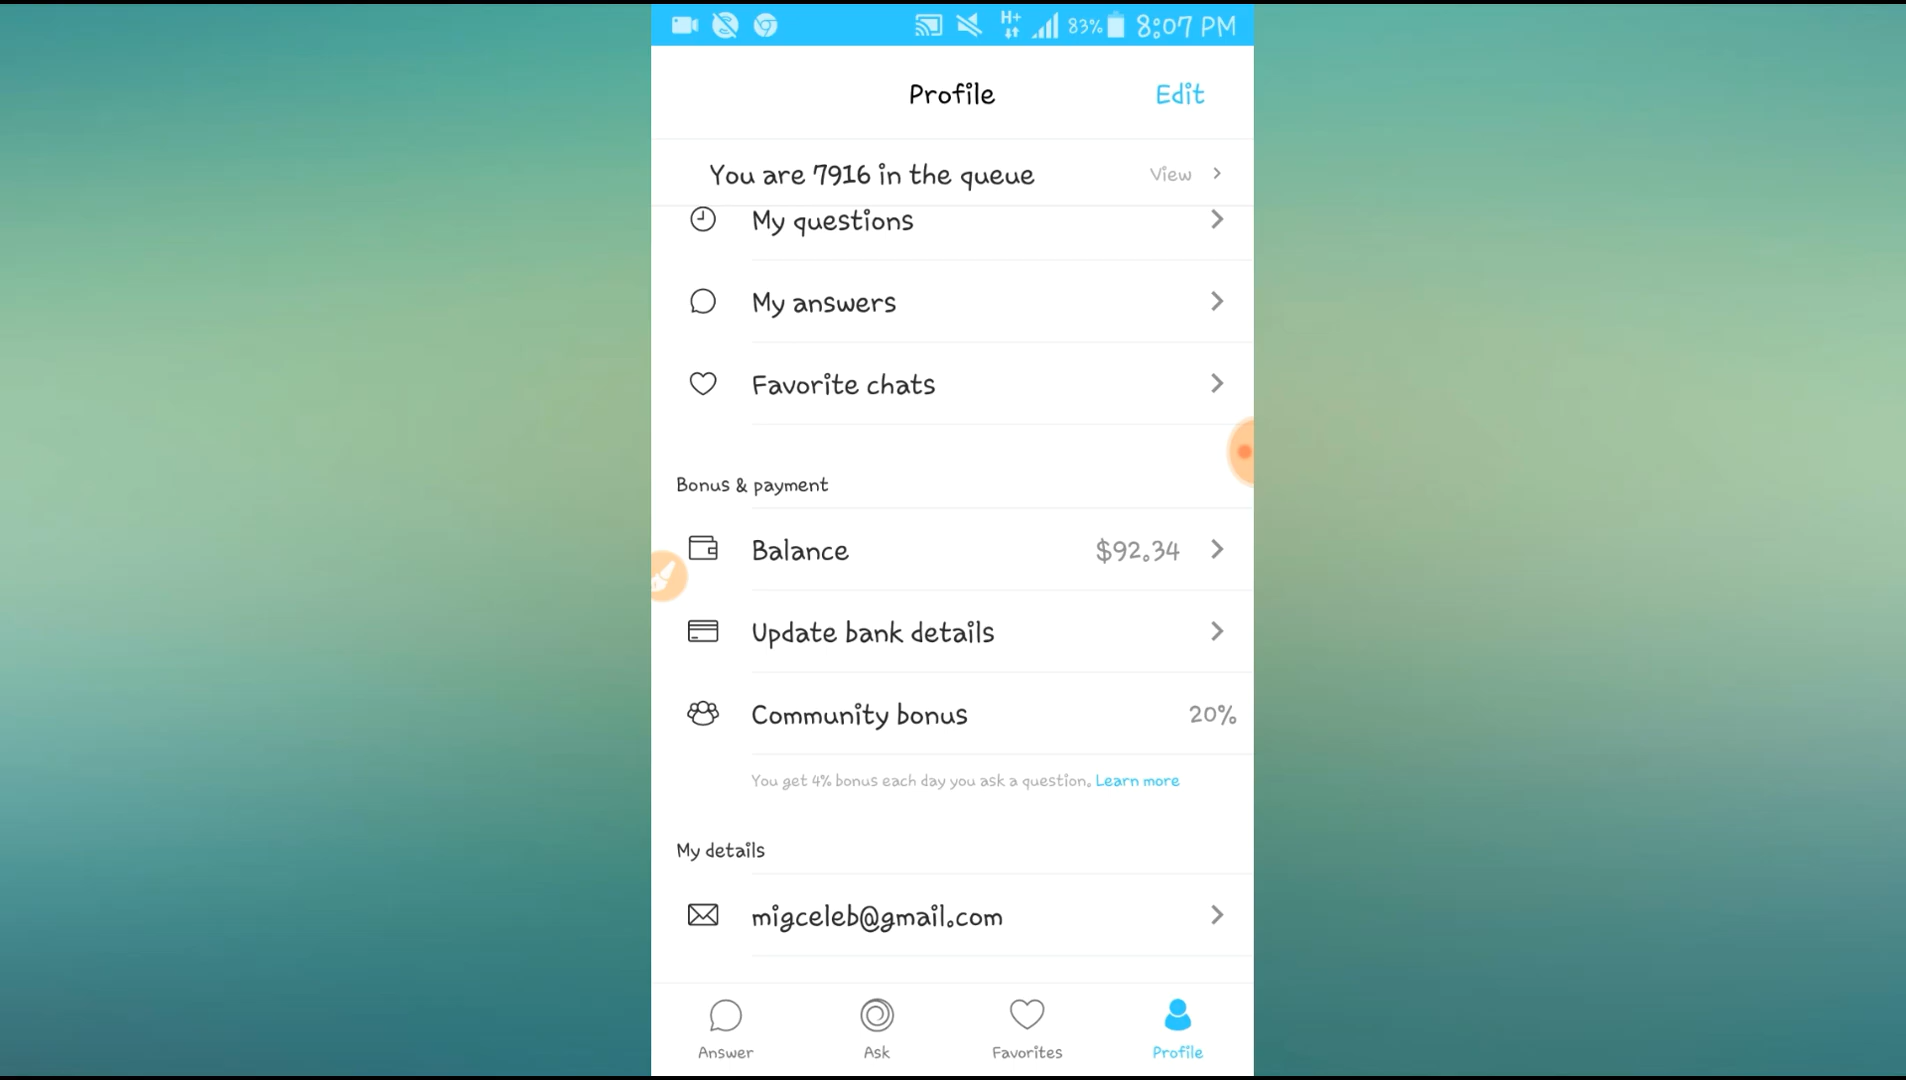 H+ 83% 8:07 PM
Profile Edit
You are 7916 in the queue View
My questions
My answers
Favorite chats
Bonus & payment
Balance $92.34
Update bank details
Community bonus 20%
You get 4% bonus each day you ask a question. Learn more
My details
migceleb@gmail.com
Answer Ask Favorites Profile